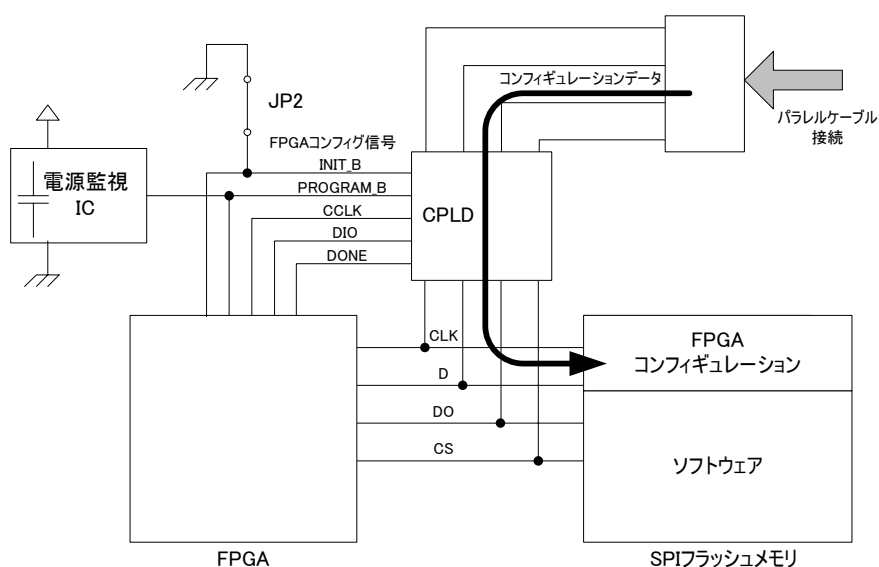 コンフィギュレーションデータ
パラレルケーブル
接続
JP2
FPGAコンフィグ信号
INIT_B
PROGRAM_B
CCLK
DIO
DONE
電源監視
IC
CPLD
CLK
D
DO
CS
FPGA
コンフィギュレーション
ソフトウェア
FPGA
SPIフラッシュメモリ